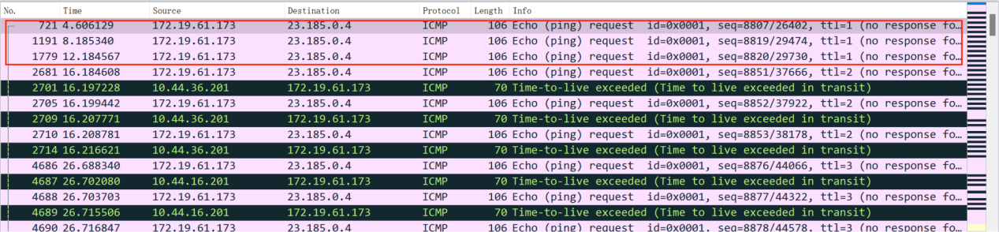 No. Time Source Destination Protocol Length Info
721 4.606129 172.19.61.173 23.185.0.4 ICMP 106 Echo (ping) request id=0x0001, seq=8807/26402, ttl=1 (no response fo…
1191 8.185340 172.19.61.173 23.185.0.4 ICMP 106 Echo (ping) request id=0x0001, seq=8819/29474, ttl=1 (no response fo…
1779 12.184567 172.19.61.173 23.185.0.4 ICMP 106 Echo (ping) request id=0x0001, seq=8820/29730, ttl=1 (no response fo…
2681 16.184608 172.19.61.173 23.185.0.4 ICMP 106 Echo (ping) request id=0x0001, seq=8851/37666, ttl=2 (no response fo…
2701 16.197228 10.44.36.201 172.19.61.173 ICMP 70 Time-to-live exceeded (Time to live exceeded in transit)
2705 16.199442 172.19.61.173 23.185.0.4 ICMP 106 Echo (ping) request id=0x0001, seq=8852/37922, ttl=2 (no response fo…
2709 16.207771 10.44.36.201 172.19.61.173 ICMP 70 Time-to-live exceeded (Time to live exceeded in transit)
2710 16.208781 172.19.61.173 23.185.0.4 ICMP 106 Echo (ping) request id=0x0001, seq=8853/38178, ttl=2 (no response fo…
2714 16.216621 10.44.36.201 172.19.61.173 ICMP 70 Time-to-live exceeded (Time to live exceeded in transit)
4686 26.688340 172.19.61.173 23.185.0.4 ICMP 106 Echo (ping) request id=0x0001, seq=8876/44066, ttl=3 (no response fo…
4687 26.702080 10.44.16.201 172.19.61.173 ICMP 70 Time-to-live exceeded (Time to live exceeded in transit)
4688 26.703703 172.19.61.173 23.185.0.4 ICMP 106 Echo (ping) request id=0x0001, seq=8877/44322, ttl=3 (no response fo…
4689 26.715506 10.44.16.201 172.19.61.173 ICMP 70 Time-to-live exceeded (Time to live exceeded in transit)
4690 26.716847 172.19.61.173 23.185.0.4 ICMP 106 Echo (ping) request id=0x0001, seq=8878/44578, ttl=3 (no response fo…